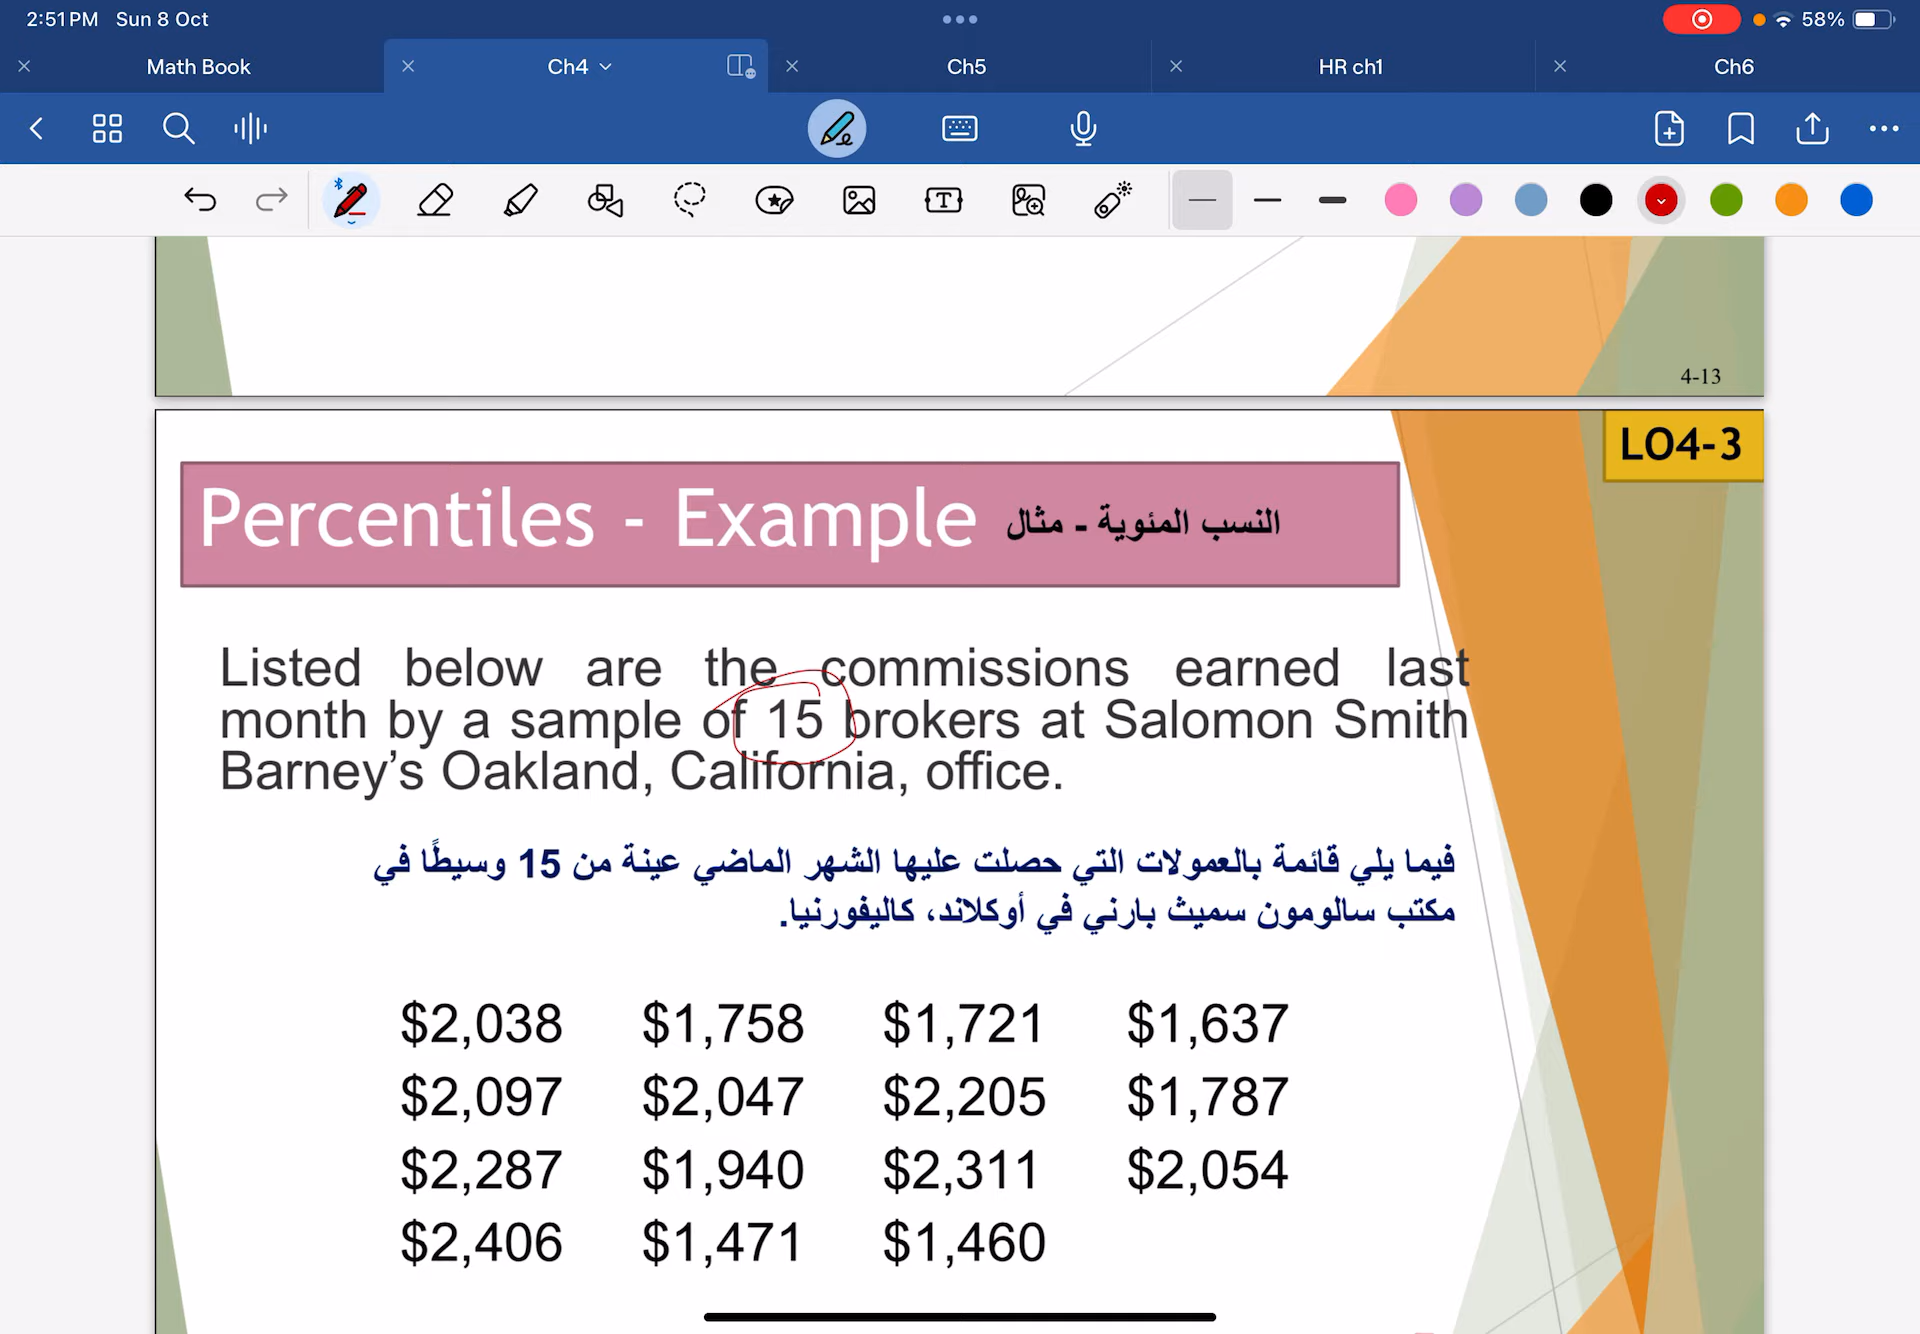 2:51 PM Sun 8 Oct
58%
Math Book
Ch4
Ch5
HR ch1
Ch6
4-13
LO4-3
Percentiles - Example النسب المئوية - مثال
Listed below are the commissions earned last
month by a sample of 15 brokers at Salomon Smith
Barney’s Oakland, California, office.
فيما يلي قائمة بالعمولات التي حصلت عليها الشهر الماضي عينة من 15 وسيطًا في
مكتب سالومون سميث بارني في أوكلاند، كاليفورنيا.
$2,038 $1,758 $1,721 $1,637
$2,097 $2,047 $2,205 $1,787
$2,287 $1,940 $2,311 $2,054
$2,406 $1,471 $1,460